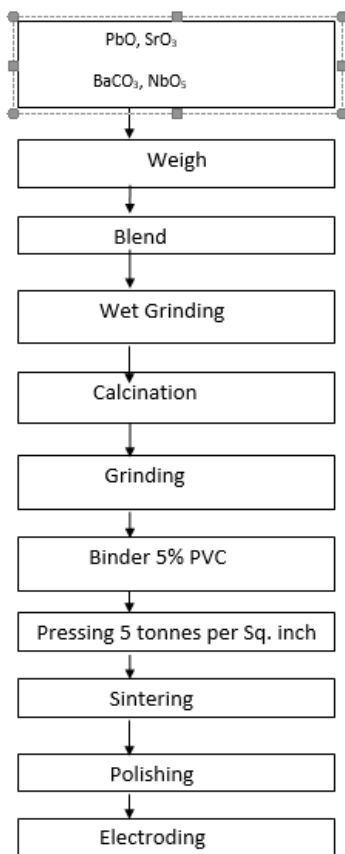 PbO, SrO₃
BaCO₃, NbO₅
Weigh
Blend
Wet Grinding
Calcination
Grinding
Binder 5% PVC
Pressing 5 tonnes per Sq. inch
Sintering
Polishing
Electroding